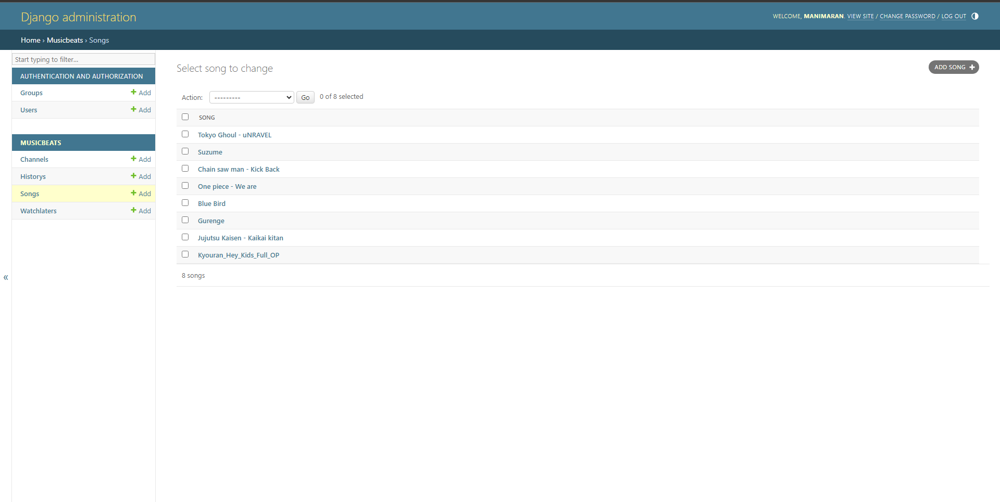 Django administration
WELCOME, MANIMARAN. VIEW SITE / CHANGE PASSWORD / LOG OUT
Home › Musicbeats › Songs
Start typing to filter...
AUTHENTICATION AND AUTHORIZATION
Groups + Add
Users + Add
MUSICBEATS
Channels + Add
Historys + Add
Songs + Add
Watchlaters + Add
«
Select song to change
ADD SONG +
Action: --------- Go 0 of 8 selected
SONG
Tokyo Ghoul - uNRAVEL
Suzume
Chain saw man - Kick Back
One piece - We are
Blue Bird
Gurenge
Jujutsu Kaisen - Kaikai kitan
Kyouran_Hey_Kids_Full_OP
8 songs